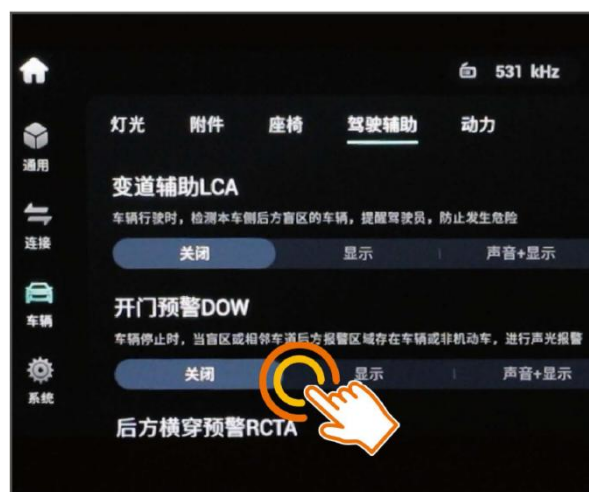 531 kHz
灯光 附件 座椅 驾驶辅助 动力
通用
变道辅助LCA
车辆行驶时，检测本车侧后方盲区的车辆，提醒驾驶员，防止发生危险
连接
关闭 显示 声音+显示
开门预警DOW
车辆
车辆停止时，当盲区或相邻车道后方报警区域存在车辆或非机动车，进行声光报警
关闭 显示 声音+显示
系统
后方横穿预警RCTA